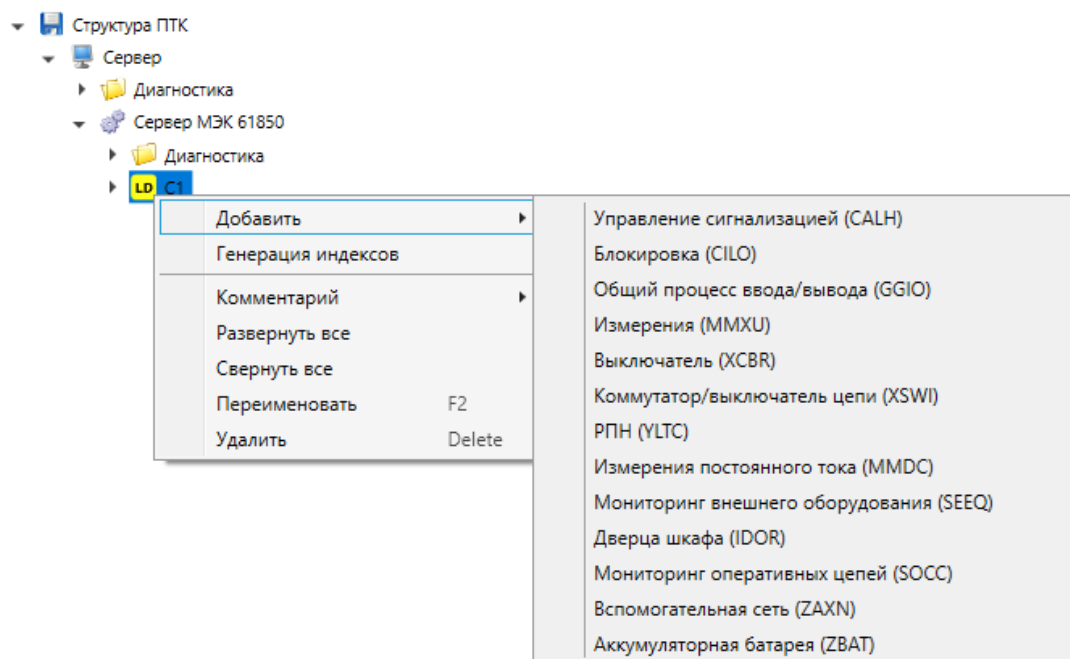 Структура ПТК
Сервер
Диагностика
Сервер МЭК 61850
Диагностика
LD C1
Добавить
Генерация индексов
Комментарий
Развернуть все
Свернуть все
Переименовать F2
Удалить Delete
Управление сигнализацией (CALH)
Блокировка (CILO)
Общий процесс ввода/вывода (GGIO)
Измерения (MMXU)
Выключатель (XCBR)
Коммутатор/выключатель цепи (XSWI)
РПН (YLTC)
Измерения постоянного тока (MMDC)
Мониторинг внешнего оборудования (SEEQ)
Дверца шкафа (IDOR)
Мониторинг оперативных цепей (SOCC)
Вспомогательная сеть (ZAXN)
Аккумуляторная батарея (ZBAT)